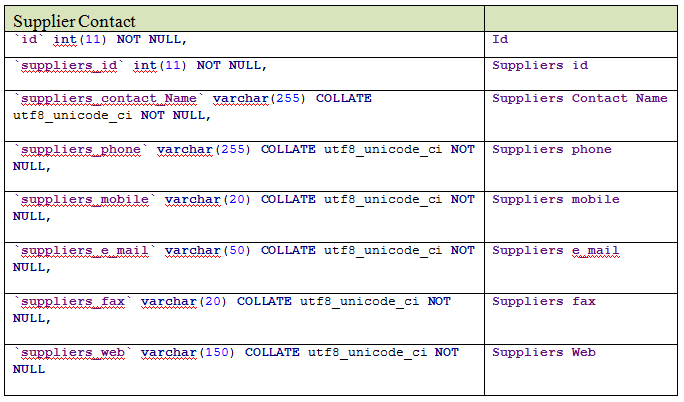 Supplier Contact
`id` int(11) NOT NULL,
Id
`suppliers_id` int(11) NOT NULL,
Suppliers id
`suppliers_contact_Name` varchar(255) COLLATE
utf8_unicode_ci NOT NULL,
Suppliers Contact Name
`suppliers_phone` varchar(255) COLLATE utf8_unicode_ci NOT
NULL,
Suppliers phone
`suppliers_mobile` varchar(20) COLLATE utf8_unicode_ci NOT
NULL,
Suppliers mobile
`suppliers_e_mail` varchar(50) COLLATE utf8_unicode_ci NOT
NULL,
Suppliers e_mail
`suppliers_fax` varchar(20) COLLATE utf8_unicode_ci NOT
NULL,
Suppliers fax
`suppliers_web` varchar(150) COLLATE utf8_unicode_ci NOT
NULL
Suppliers Web